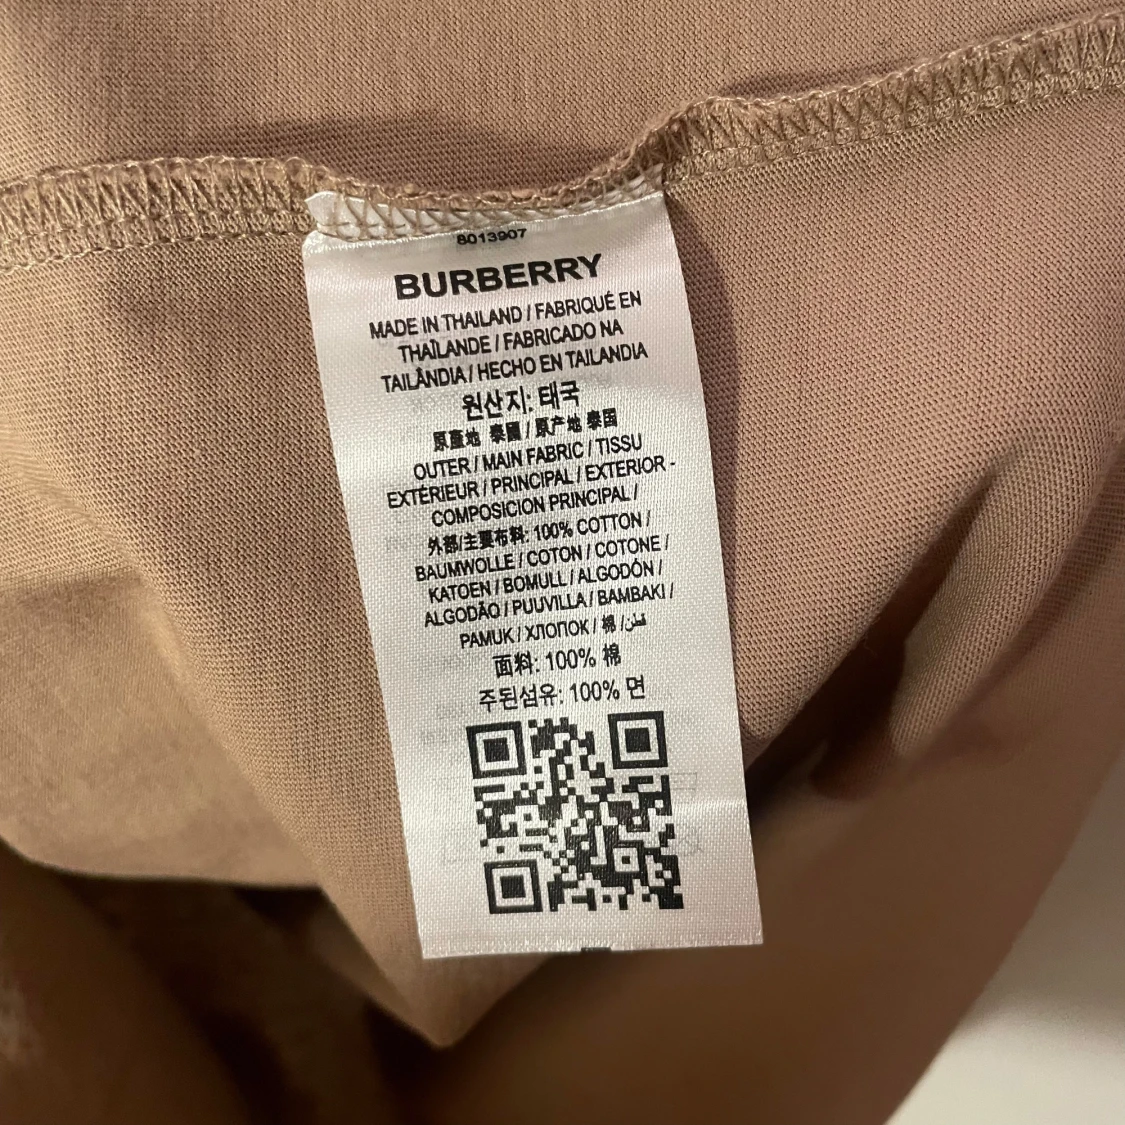 8013907
BURBERRY
MADE IN THAILAND / FABRIQUÉ EN
THAÏLANDE / FABRICADO NA
TAILÂNDIA / HECHO EN TAILANDIA
원산지: 태국
原產地 泰國 / 原产地 泰国
OUTER / MAIN FABRIC / TISSU
EXTÉRIEUR / PRINCIPAL / EXTERIOR -
COMPOSICION PRINCIPAL /
外部/主要布料: 100% COTTON /
BAUMWOLLE / COTON / COTONE /
KATOEN / BOMULL / ALGODÓN /
ALGODÃO / PUUVILLA / BAMBAKI /
PAMUK / ХЛОПОК / 棉 / قطن
面料: 100% 棉
주된섬유: 100% 면